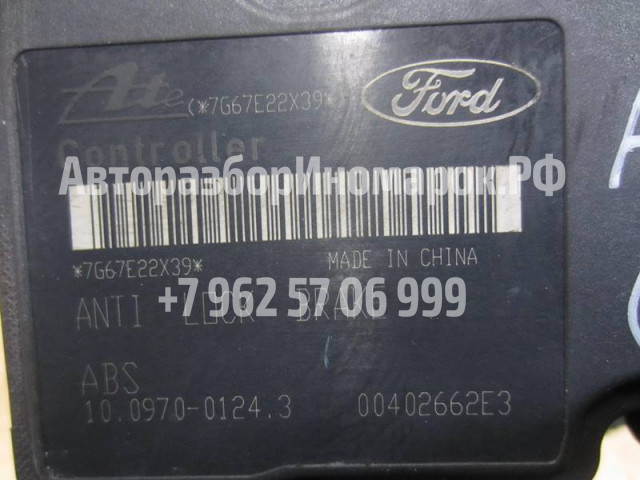 Ate (*7G67E22X39* Ford
Controller
АвторазборИномарок.РФ
*7G67E22X39* MADE IN CHINA
+7 962 57 06 999
ANTI LOCK BRAKE
ABS
10.0970-0124.3 00402662E3